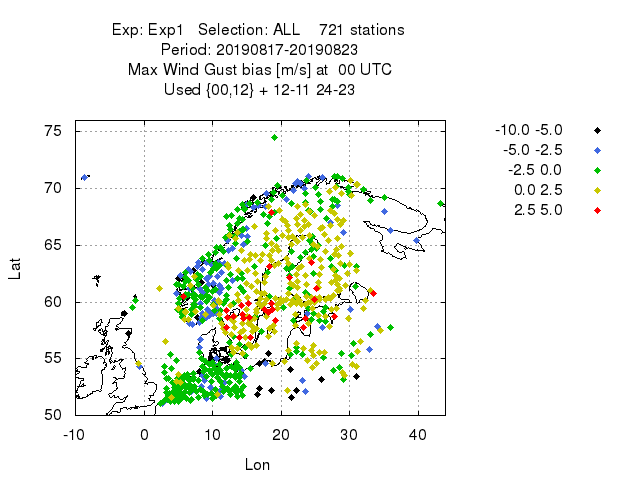 Exp: Exp1 Selection: ALL 721 stations
Period: 20190817-20190823
Max Wind Gust bias [m/s] at 00 UTC
Used {00,12} + 12-11 24-23
-10.0 -5.0
-5.0 -2.5
-2.5 0.0
0.0 2.5
2.5 5.0
75
70
65
60
55
50
Lat
-10 0 10 20 30 40
Lon